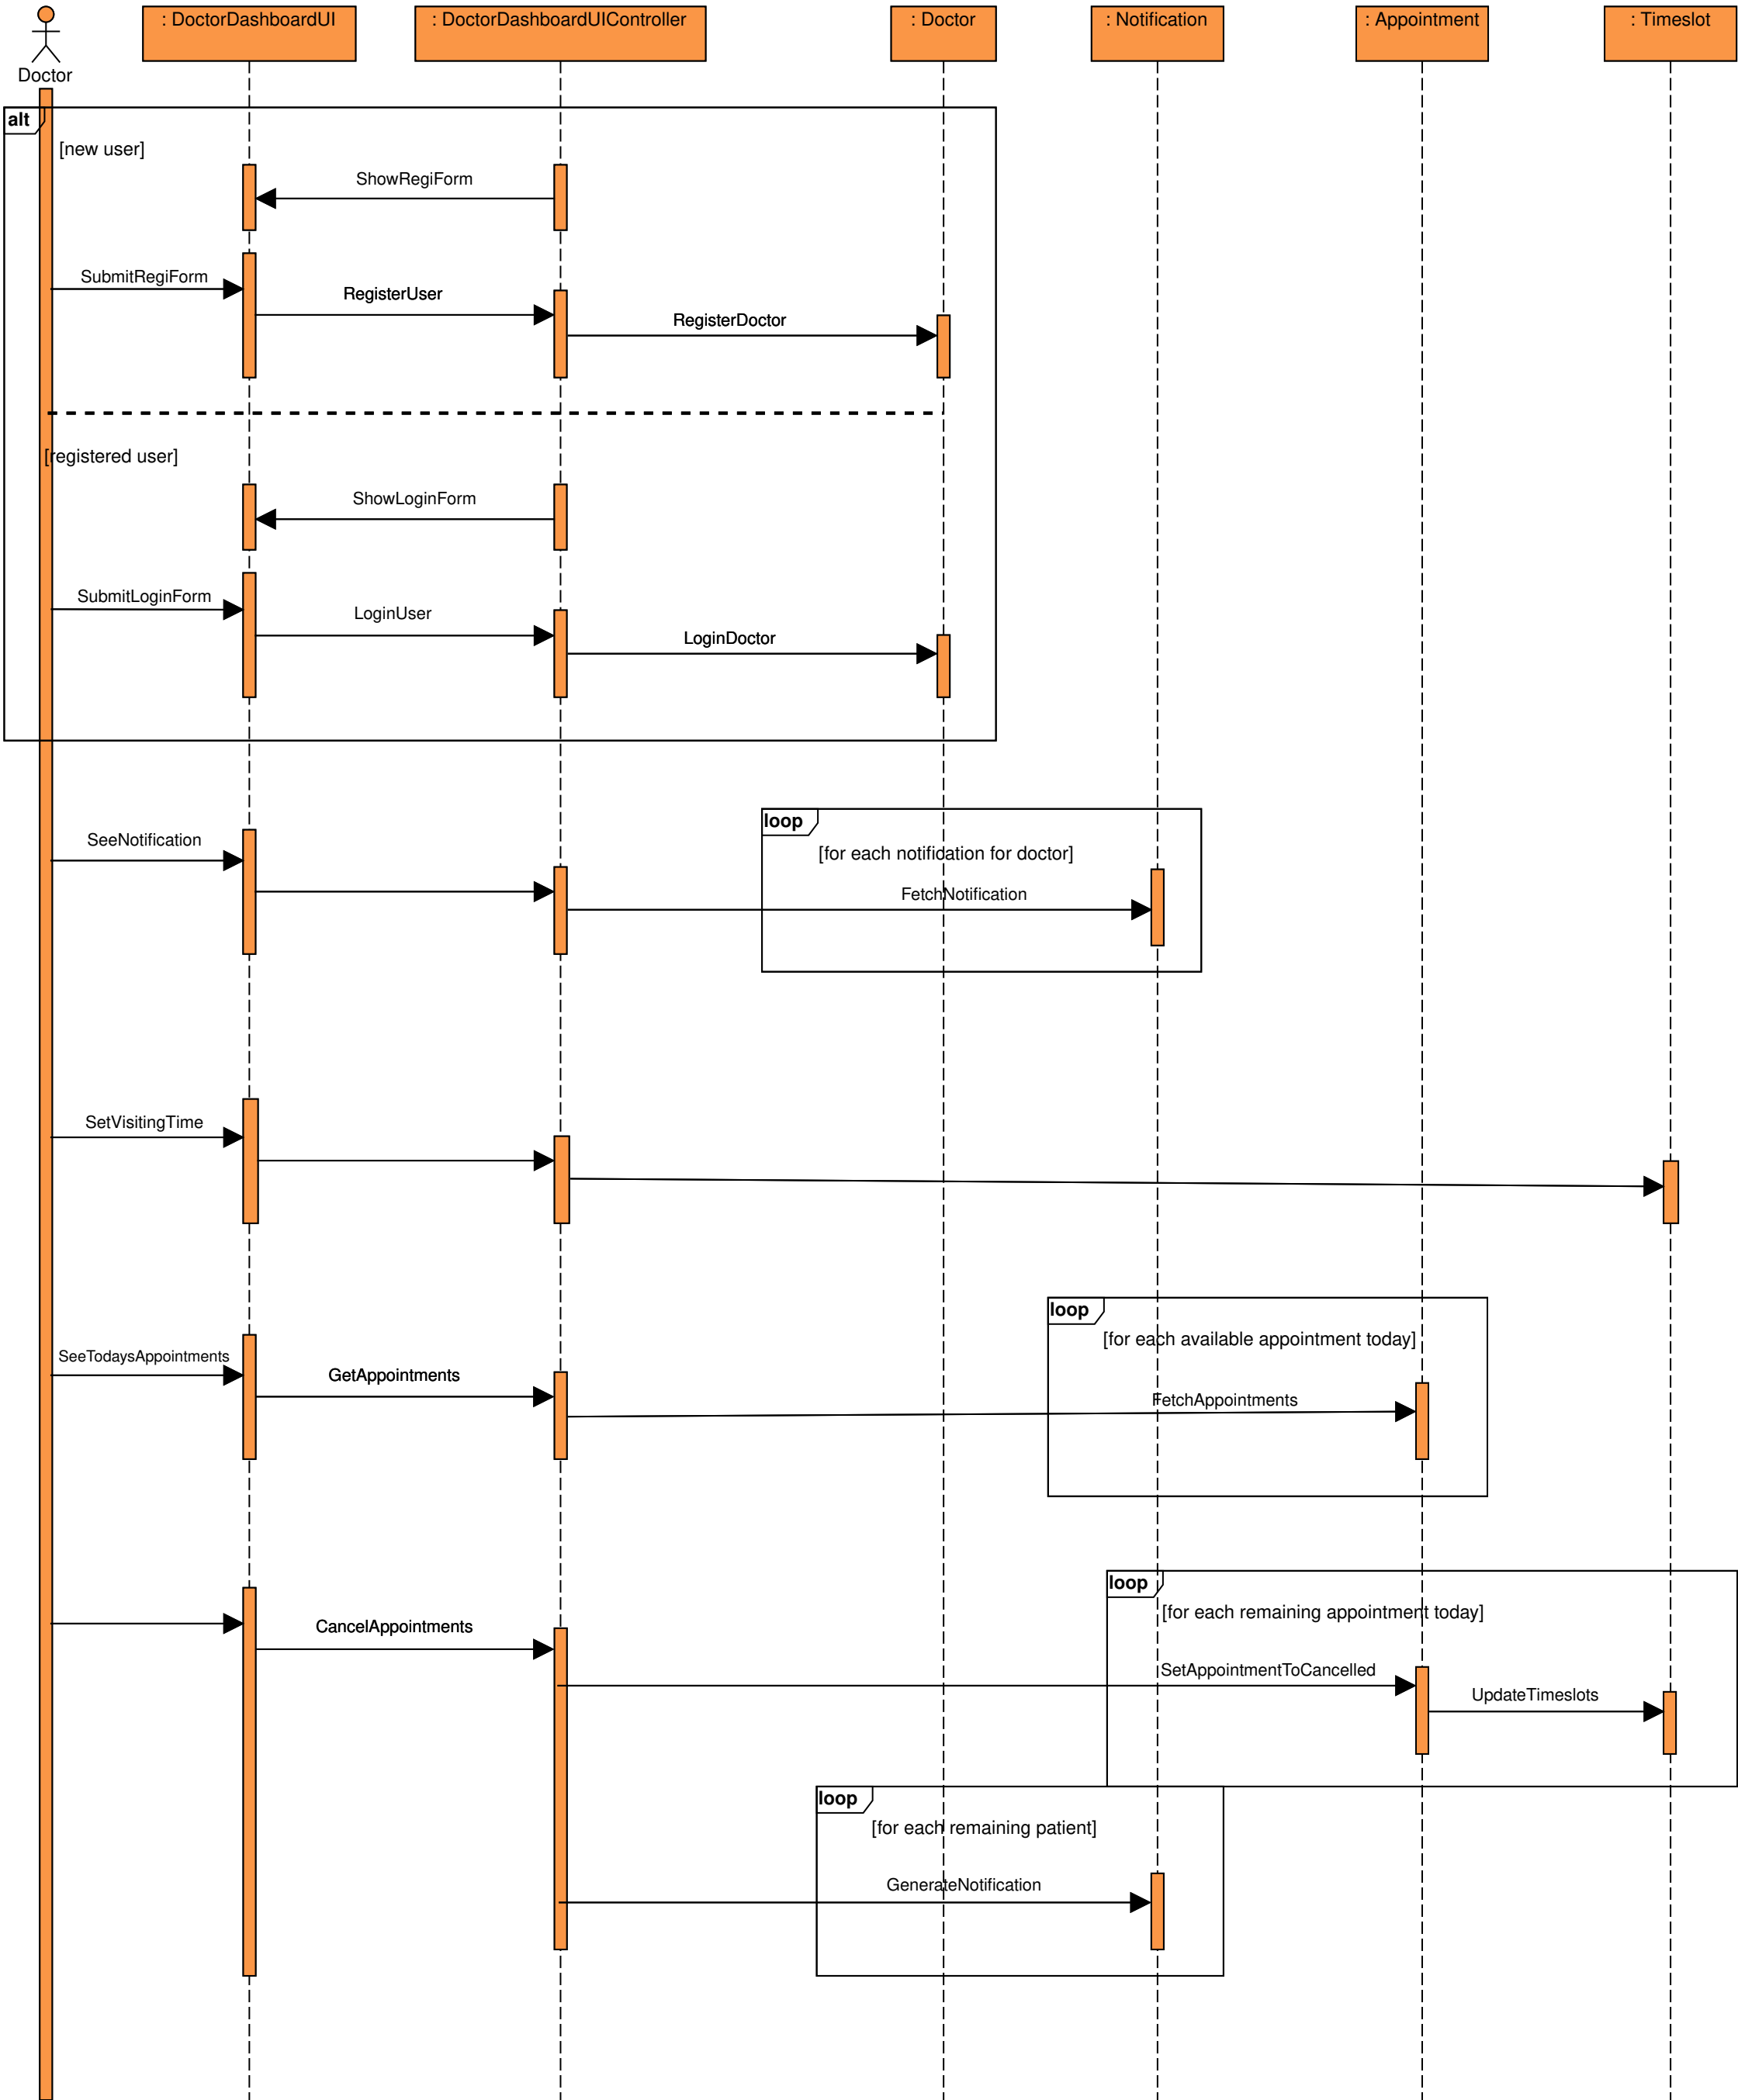 : DoctorDashboardUI
: DoctorDashboardUIController
: Doctor
: Notification
: Appointment
: Timeslot
Doctor
alt
[new user]
ShowRegiForm
SubmitRegiForm
RegisterUser
RegisterDoctor
[registered user]
ShowLoginForm
SubmitLoginForm
LoginUser
LoginDoctor
loop
SeeNotification
[for each notification for doctor]
FetchNotification
SetVisitingTime
loop
[for each available appointment today]
SeeTodaysAppointments
GetAppointments
FetchAppointments
loop
[for each remaining appointment today]
CancelAppointments
SetAppointmentToCancelled
UpdateTimeslots
loop
[for each remaining patient]
GenerateNotification